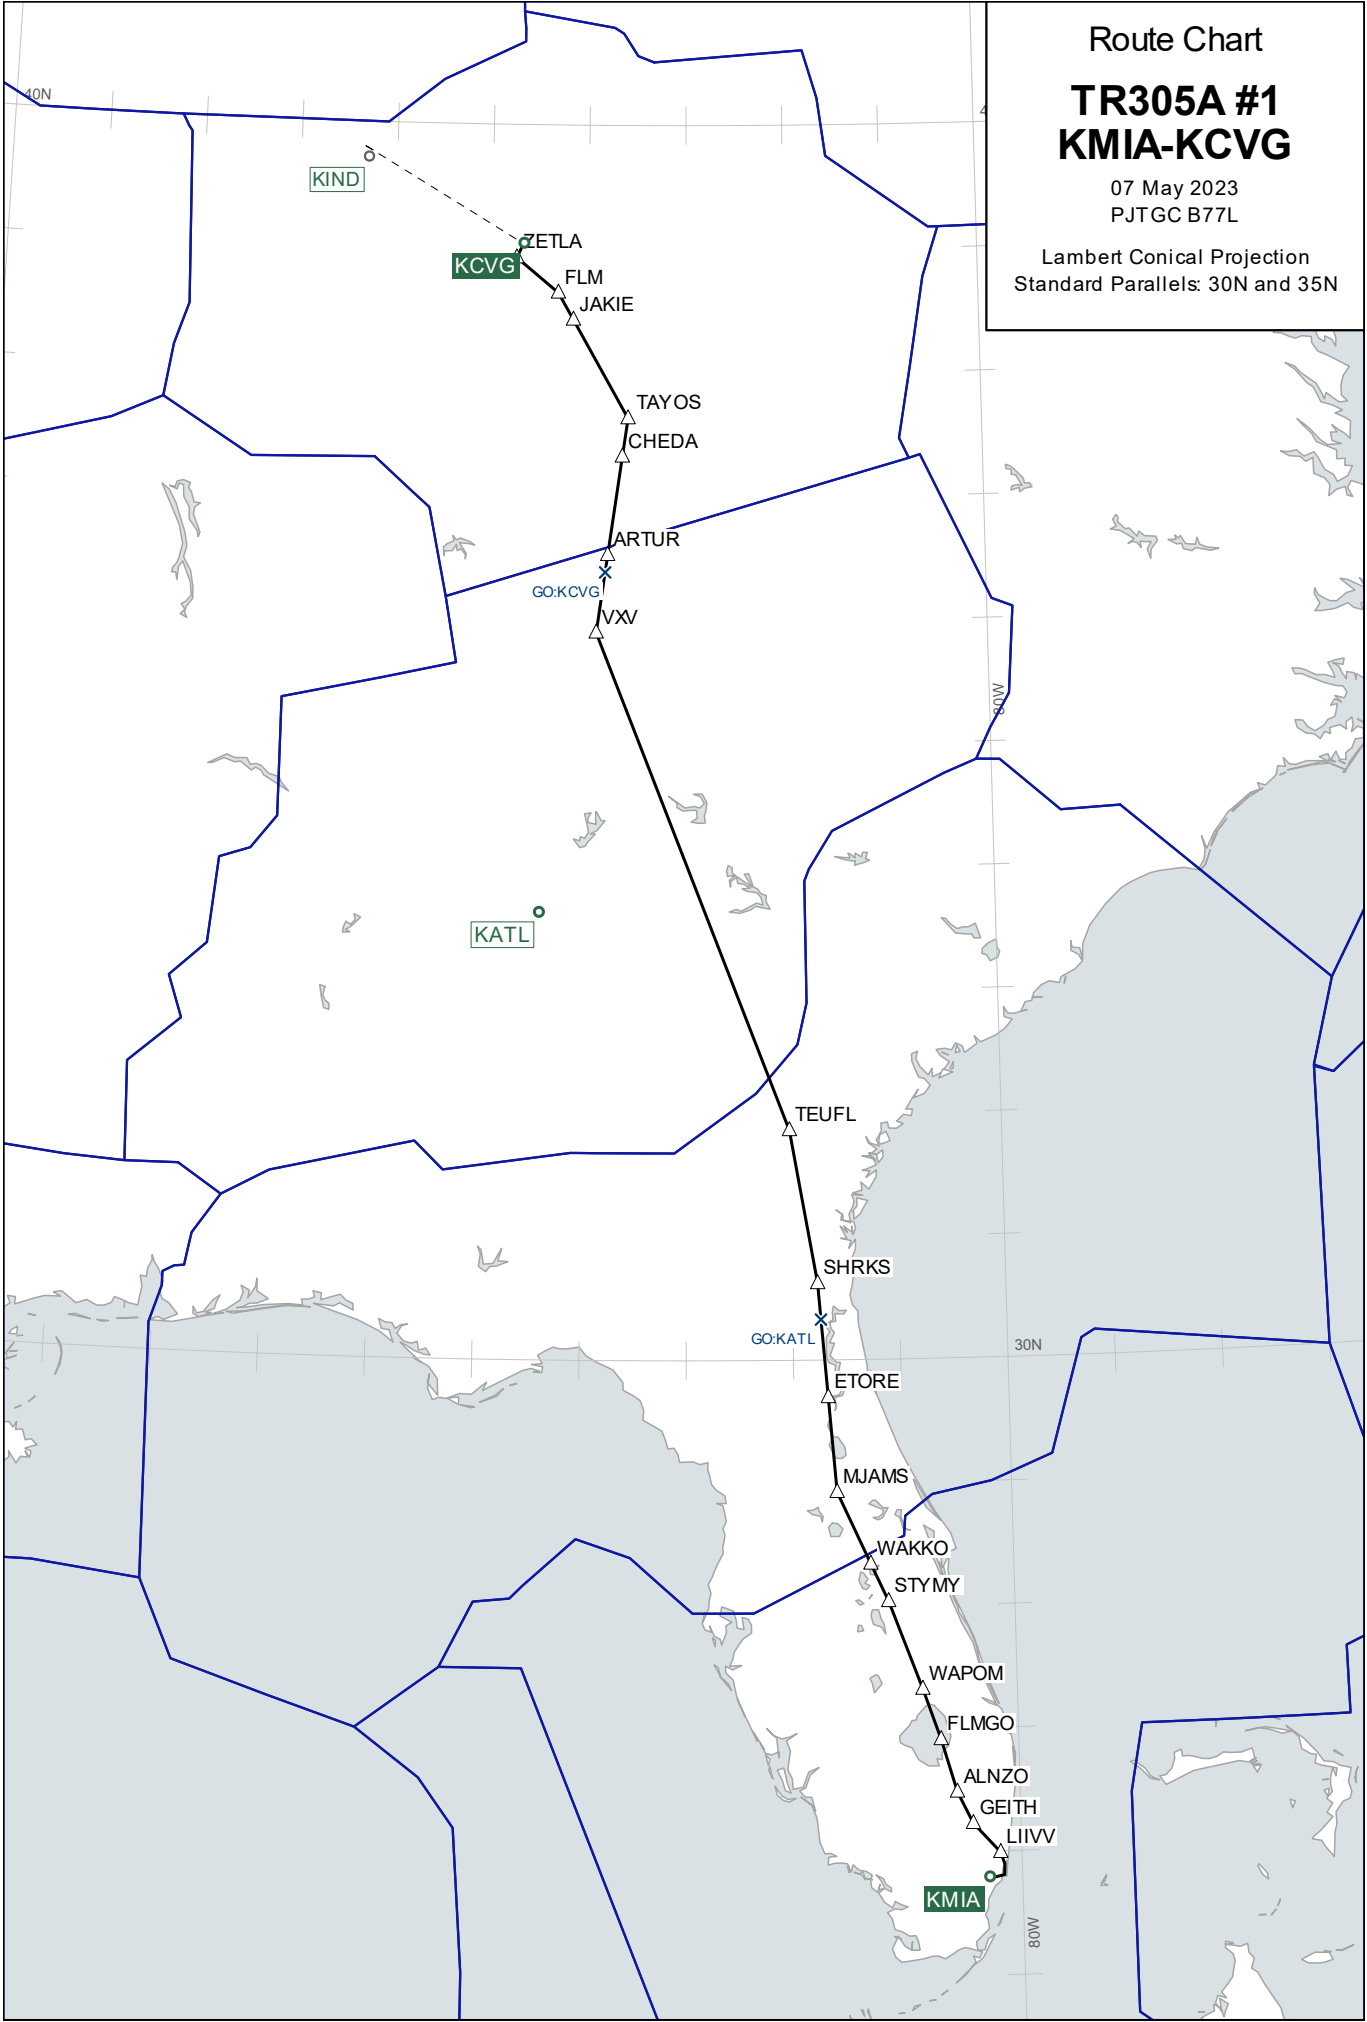 Route Chart
TR305A #1
KMIA-KCVG
07 May 2023
PJTGC B77L
Lambert Conical Projection
Standard Parallels: 30N and 35N
40N
4
KIND
ZETLA
KCVG
FLM
JAKIE
TAYOS
CHEDA
ARTUR
GO:KCVG
VXV
80W
KATL
TEUFL
SHRKS
GO:KATL
30N
ETORE
MJAMS
WAKKO
STYMY
WAPOM
FLMGO
ALNZO
GEITH
LIIVV
KMIA
80W